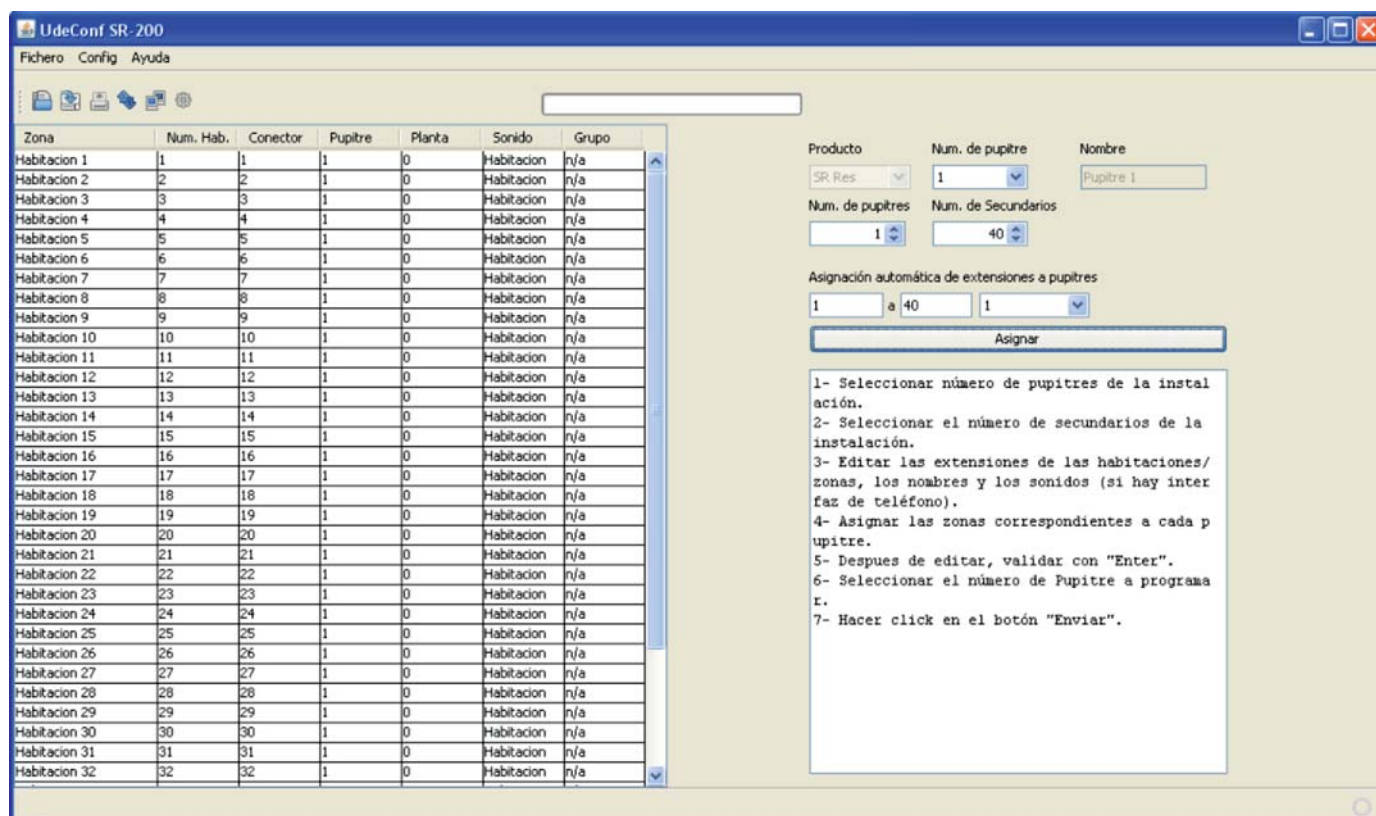 UdeConf SR-200
Fichero Config Ayuda
Zona Num. Hab. Conector Pupitre Planta Sonido Grupo
Habitacion 1 1 1 1 0 Habitacion n/a
Habitacion 2 2 2 1 0 Habitacion n/a
Habitacion 3 3 3 1 0 Habitacion n/a
Habitacion 4 4 4 1 0 Habitacion n/a
Habitacion 5 5 5 1 0 Habitacion n/a
Habitacion 6 6 6 1 0 Habitacion n/a
Habitacion 7 7 7 1 0 Habitacion n/a
Habitacion 8 8 8 1 0 Habitacion n/a
Habitacion 9 9 9 1 0 Habitacion n/a
Habitacion 10 10 10 1 0 Habitacion n/a
Habitacion 11 11 11 1 0 Habitacion n/a
Habitacion 12 12 12 1 0 Habitacion n/a
Habitacion 13 13 13 1 0 Habitacion n/a
Habitacion 14 14 14 1 0 Habitacion n/a
Habitacion 15 15 15 1 0 Habitacion n/a
Habitacion 16 16 16 1 0 Habitacion n/a
Habitacion 17 17 17 1 0 Habitacion n/a
Habitacion 18 18 18 1 0 Habitacion n/a
Habitacion 19 19 19 1 0 Habitacion n/a
Habitacion 20 20 20 1 0 Habitacion n/a
Habitacion 21 21 21 1 0 Habitacion n/a
Habitacion 22 22 22 1 0 Habitacion n/a
Habitacion 23 23 23 1 0 Habitacion n/a
Habitacion 24 24 24 1 0 Habitacion n/a
Habitacion 25 25 25 1 0 Habitacion n/a
Habitacion 26 26 26 1 0 Habitacion n/a
Habitacion 27 27 27 1 0 Habitacion n/a
Habitacion 28 28 28 1 0 Habitacion n/a
Habitacion 29 29 29 1 0 Habitacion n/a
Habitacion 30 30 30 1 0 Habitacion n/a
Habitacion 31 31 31 1 0 Habitacion n/a
Habitacion 32 32 32 1 0 Habitacion n/a
Producto Num. de pupitre Nombre
SR Res 1 Pupitre 1
Num. de pupitres Num. de Secundarios
1 40
Asignación automática de extensiones a pupitres
1 a 40 1
Asignar
1- Seleccionar número de pupitres de la instal
ación.
2- Seleccionar el número de secundarios de la
instalación.
3- Editar las extensiones de las habitaciones/
zonas, los nombres y los sonidos (si hay inter
faz de teléfono).
4- Asignar las zonas correspondientes a cada p
upitre.
5- Despues de editar, validar con "Enter".
6- Seleccionar el número de Pupitre a programa
r.
7- Hacer click en el botón "Enviar".